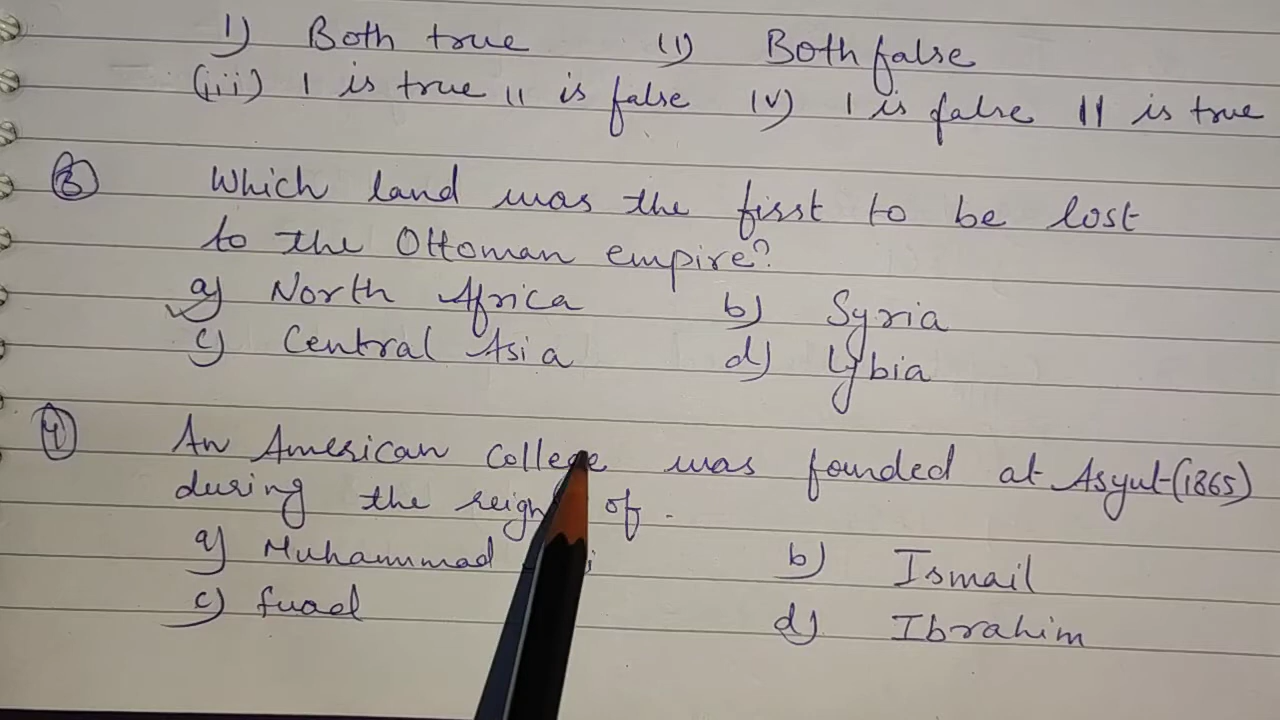 1) Both true (i) Both false
(iii) I is true II is false IV) I is false II is true
3 Which land was the first to be lost
to the Ottoman empire?
a) North Africa b) Syria
c) Central Asia d) Lybia
4 An American college was founded at Asyut (1865)
during the reign of .
a) Muhammad b) Ismail
c) fuad d) Ibrahim